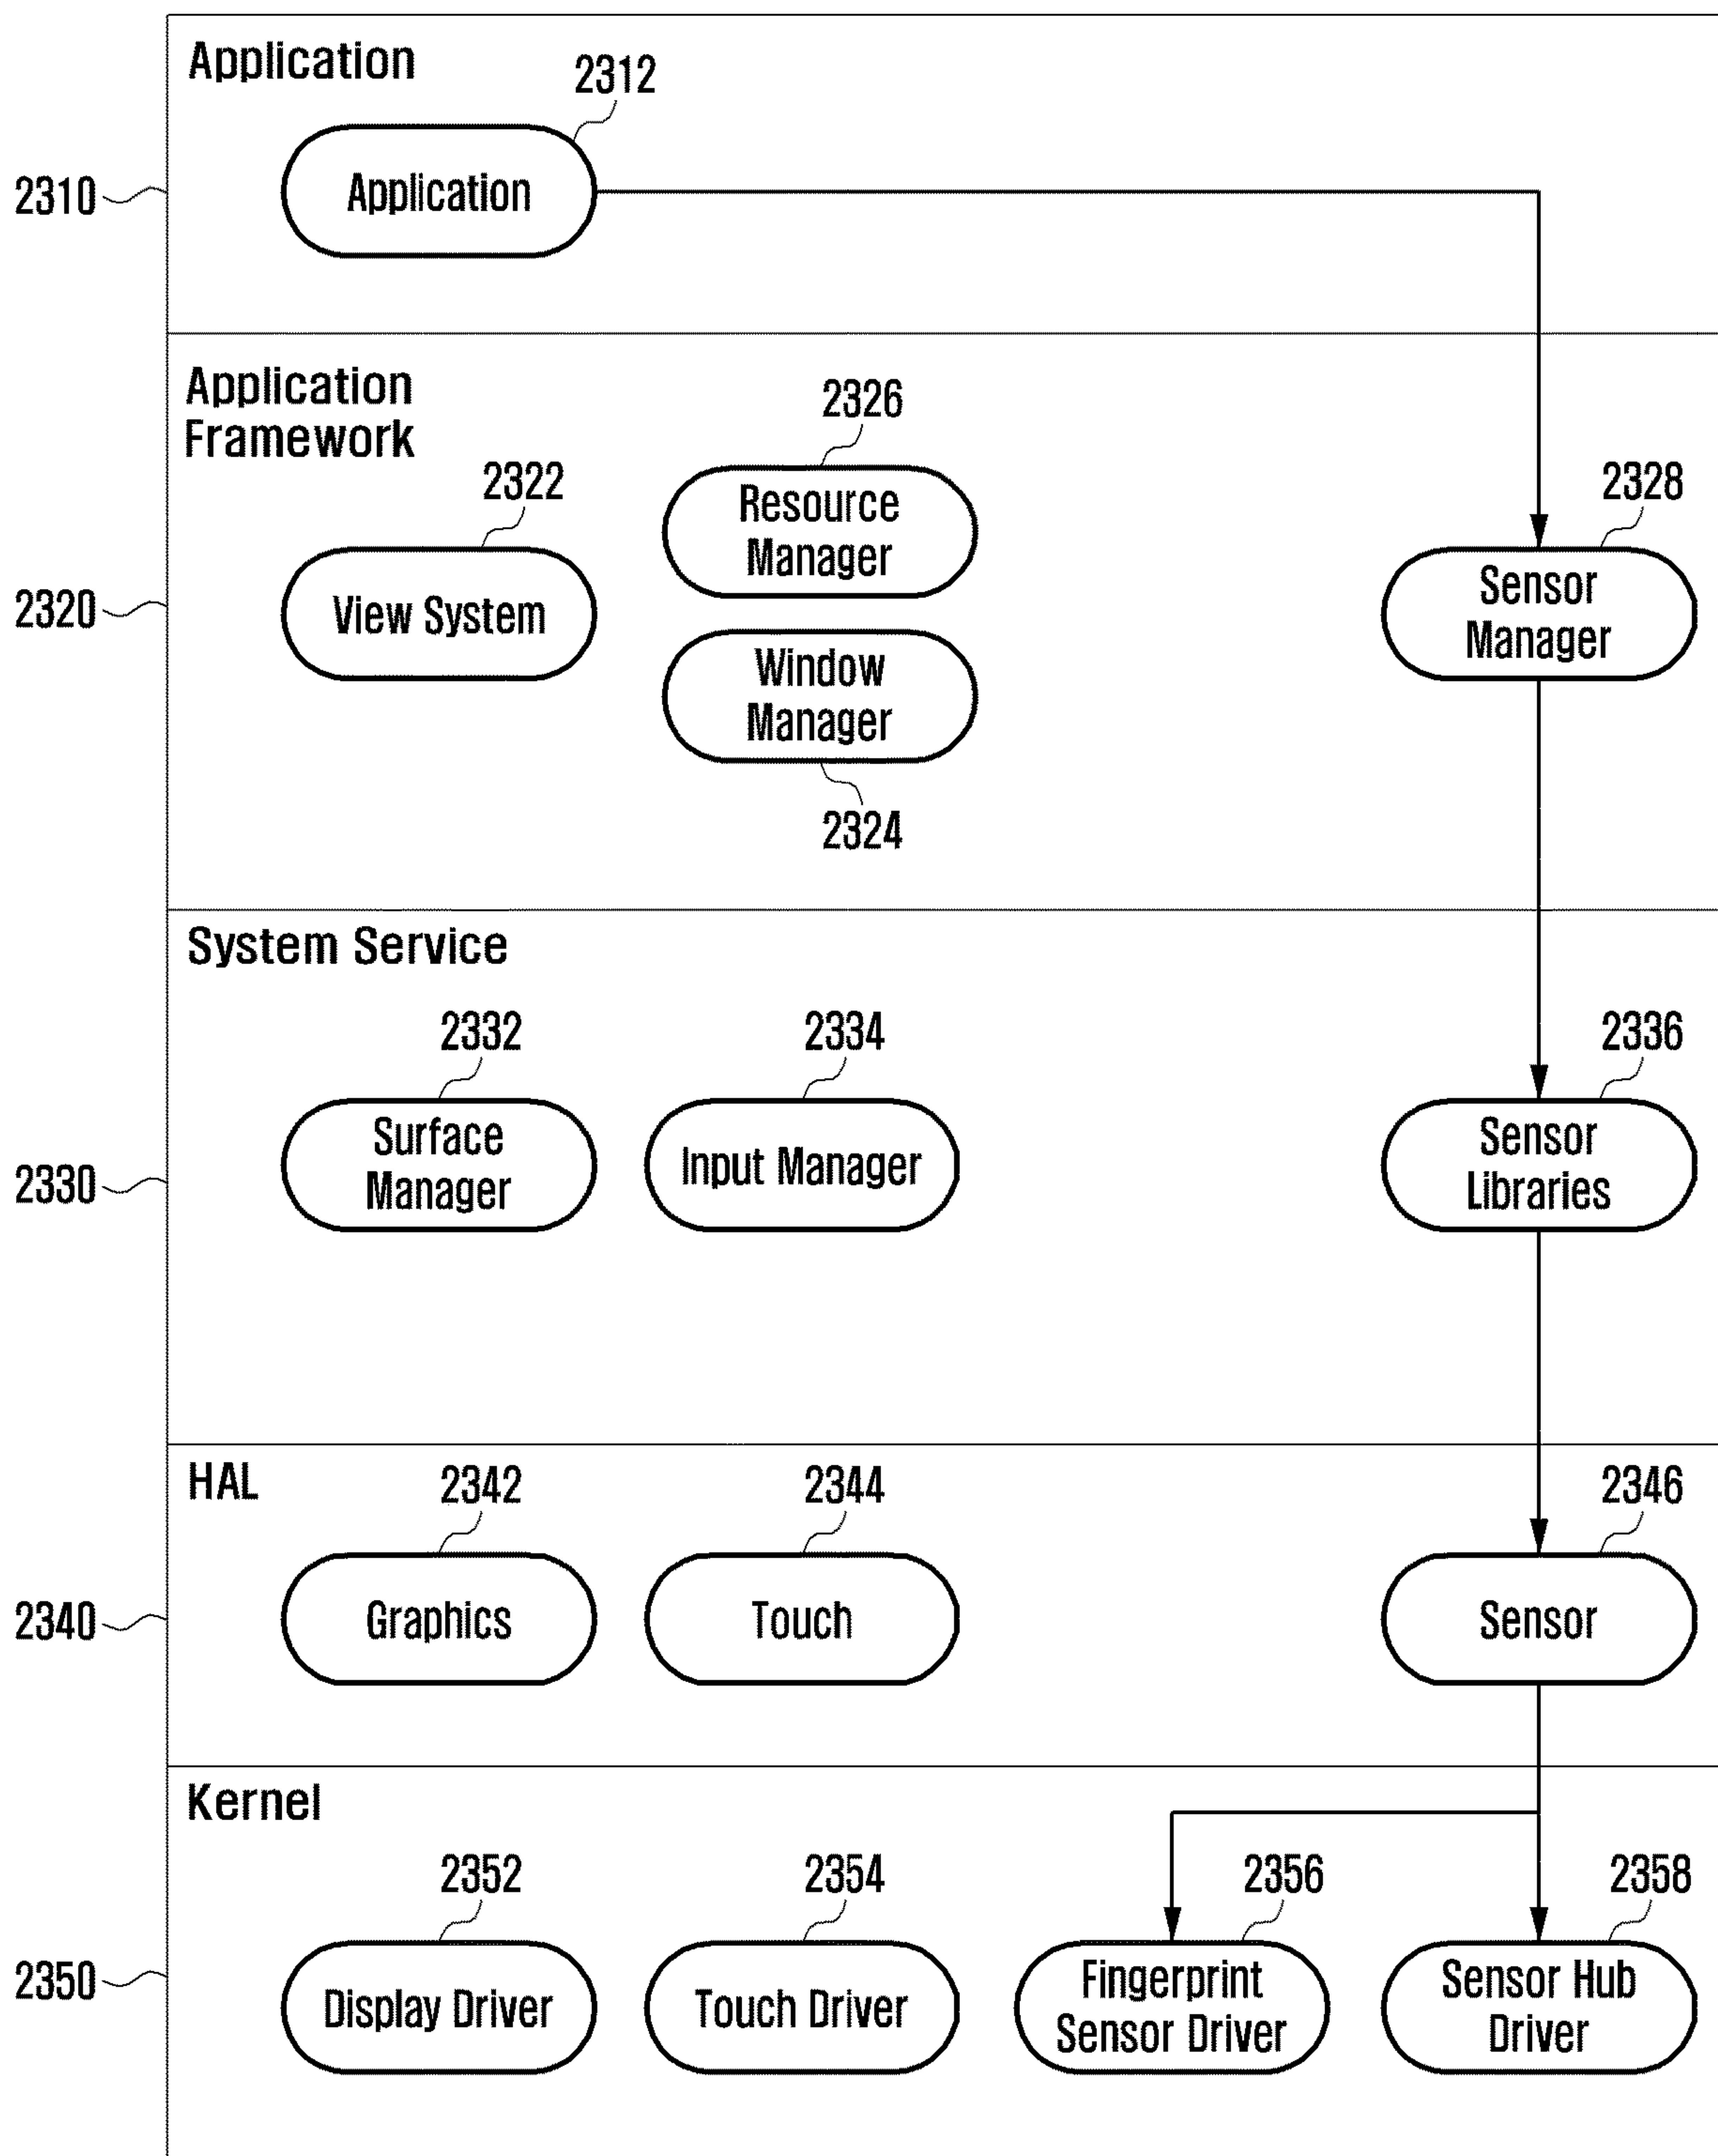 Application
2312
2310
Application
Application
Framework
2326
2322
2328
Resource
Manager
2320
View System
Sensor
Manager
Window
Manager
2324
System Service
2332
2334
2336
2330
Surface
Manager
Input Manager
Sensor
Libraries
HAL
2342
2344
2346
2340
Graphics
Touch
Sensor
Kernel
2352
2354
2356
2358
2350
Display Driver
Touch Driver
Fingerprint
Sensor Driver
Sensor Hub
Driver